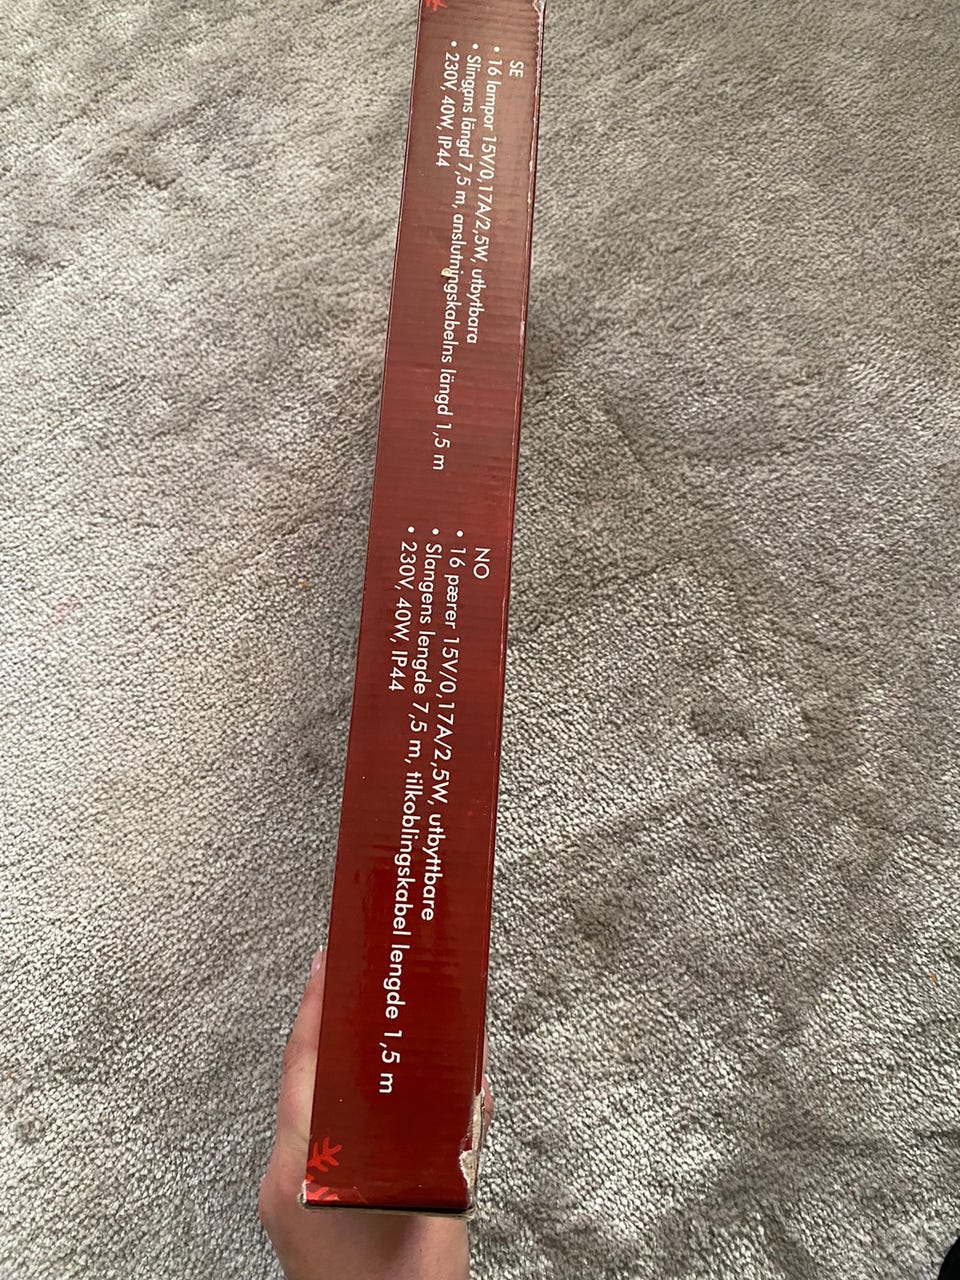 SE
• 16 lampor 15V/0,17A/2,5W, utbytbara
• Slingans längd 7,5 m, anslutningskabelns längd 1,5 m
• 230V, 40W, IP44
NO
• 16 pærer 15V/0,17A/2,5W, utbyttbare
• Slangens lengde 7,5 m, tilkoblingskabel lengde 1,5 m
• 230V, 40W, IP44